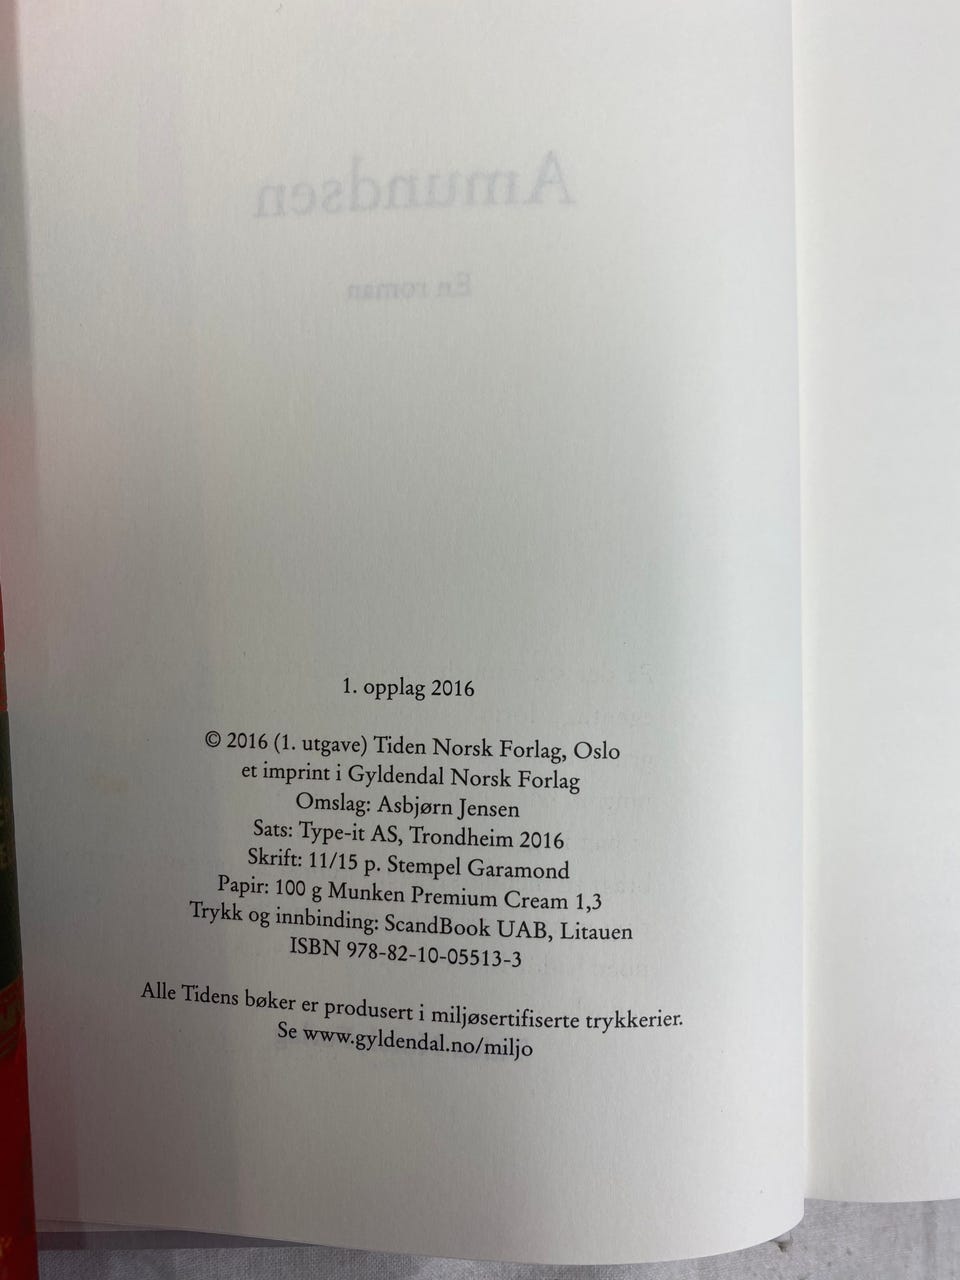 Amundsen
En roman
1. opplag 2016
© 2016 (1. utgave) Tiden Norsk Forlag, Oslo
et imprint i Gyldendal Norsk Forlag
Omslag: Asbjørn Jensen
Sats: Type-it AS, Trondheim 2016
Skrift: 11/15 p. Stempel Garamond
Papir: 100 g Munken Premium Cream 1,3
Trykk og innbinding: ScandBook UAB, Litauen
ISBN 978-82-10-05513-3
Alle Tidens bøker er produsert i miljøsertifiserte trykkerier.
Se www.gyldendal.no/miljo